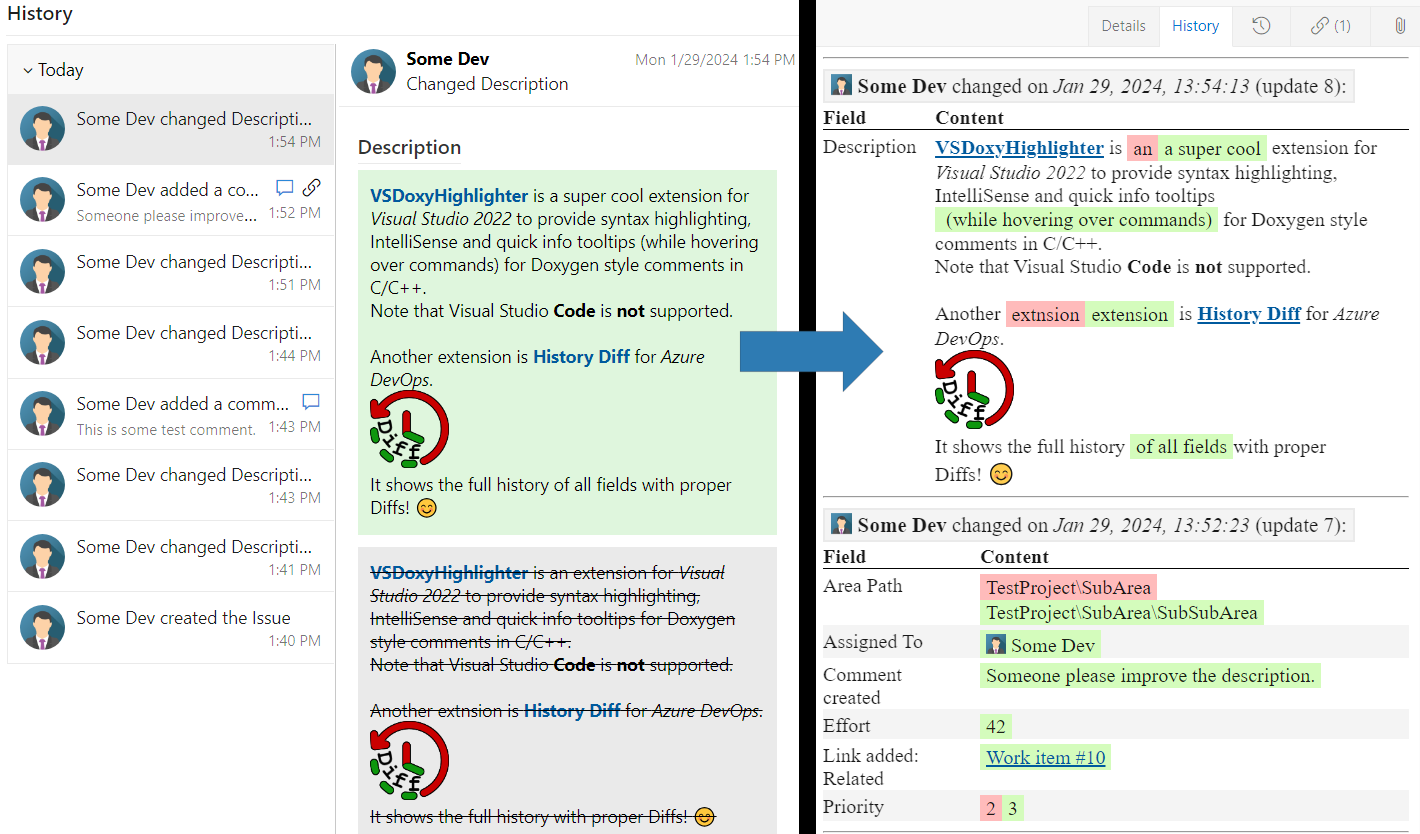 History
Today
Some Dev changed Descripti...
1:54 PM
Some Dev added a co...
Someone please improve...
1:52 PM
Some Dev changed Descripti...
1:51 PM
Some Dev changed Descripti...
1:44 PM
Some Dev added a comm...
This is some test comment.
1:43 PM
Some Dev changed Descripti...
1:43 PM
Some Dev changed Descripti...
1:41 PM
Some Dev created the Issue
1:40 PM
Some Dev
Mon 1/29/2024 1:54 PM
Changed Description
Description
VSDoxyHighlighter is a super cool extension for
Visual Studio 2022 to provide syntax highlighting,
IntelliSense and quick info tooltips (while hovering
over commands) for Doxygen style comments in
C/C++.
Note that Visual Studio Code is not supported.
Another extension is History Diff for Azure
DevOps.
Diff
It shows the full history of all fields with proper
Diffs! 😊
VSDoxyHighlighter is an extension for Visual
Studio 2022 to provide syntax highlighting,
IntelliSense and quick info tooltips for Doxygen
style comments in C/C++.
Note that Visual Studio Code is not supported.
Another extnsion is History Diff for Azure DevOps.
Diff
It shows the full history with proper Diffs! 😊
Details
History
(1)
Some Dev changed on Jan 29, 2024, 13:54:13 (update 8):
Field Content
Description VSDoxyHighlighter is an a super cool extension for
Visual Studio 2022 to provide syntax highlighting,
IntelliSense and quick info tooltips
(while hovering over commands) for Doxygen style
comments in C/C++.
Note that Visual Studio Code is not supported.
Another extnsion extension is History Diff for Azure
DevOps.
Diff
It shows the full history of all fields with proper
Diffs! 😊
Some Dev changed on Jan 29, 2024, 13:52:23 (update 7):
Field Content
Area Path TestProject\SubArea
TestProject\SubArea\SubSubArea
Assigned To Some Dev
Comment Someone please improve the description.
created
Effort 42
Link added: Work item #10
Related
Priority 2 3